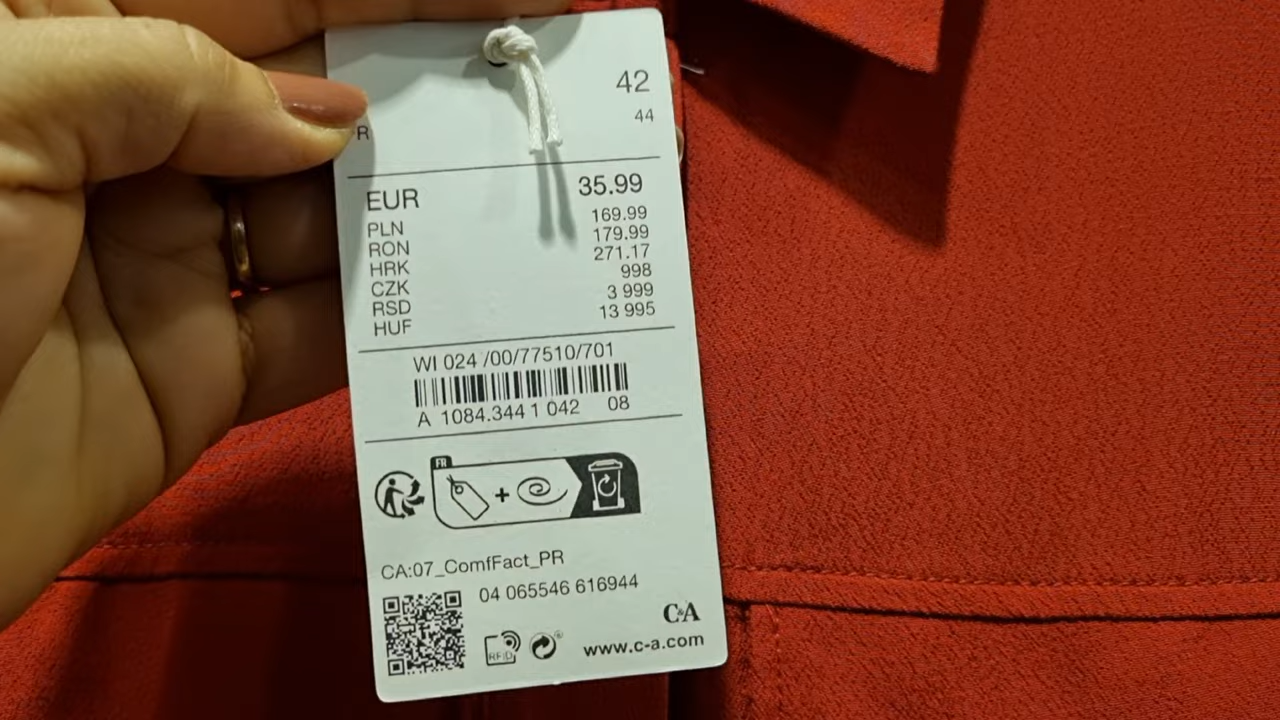 42
R 44
EUR 35.99
PLN 169.99
RON 179.99
HRK 271.17
CZK 998
RSD 3 999
HUF 13 995
WI 024 /00/77510/701
A 1084.344 1 042 08
FR
+
CA:07_ComfFact_PR
04 065546 616944
C&A
RFID
www.c-a.com